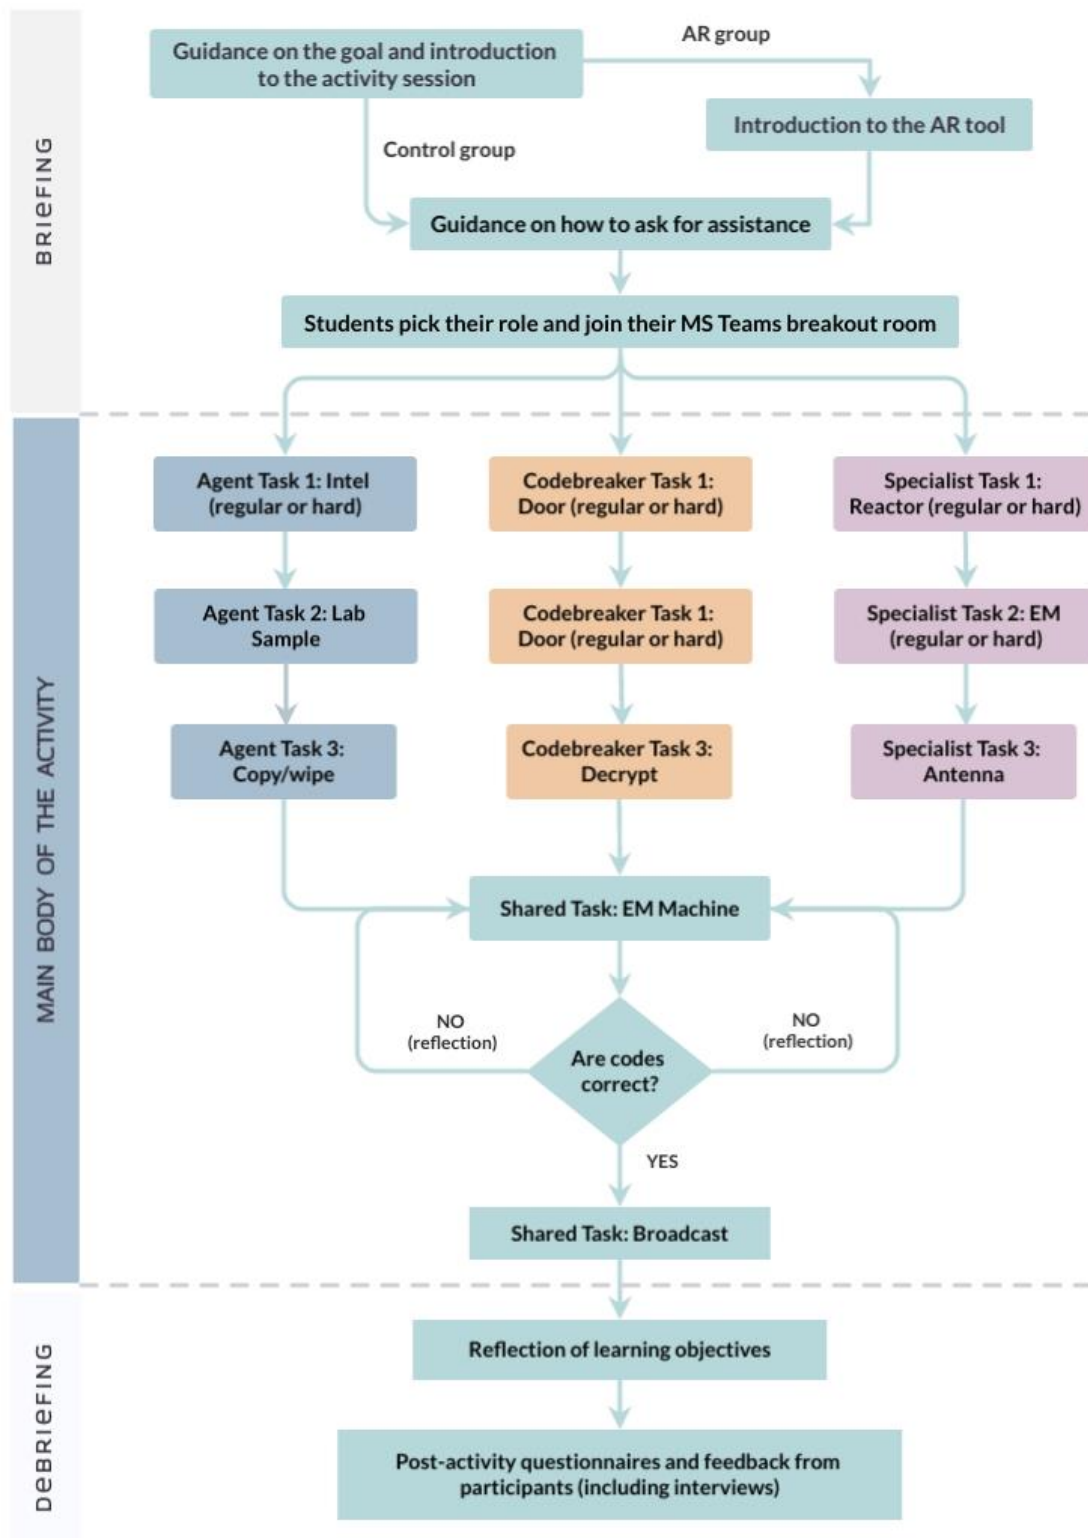 BRIEFING
Guidance on the goal and introduction
to the activity session
AR group
Introduction to the AR tool
Control group
Guidance on how to ask for assistance
Students pick their role and join their MS Teams breakout room
MAIN BODY OF THE ACTIVITY
Agent Task 1: Intel
(regular or hard)
Codebreaker Task 1:
Door (regular or hard)
Specialist Task 1:
Reactor (regular or hard)
Agent Task 2: Lab
Sample
Codebreaker Task 1:
Door (regular or hard)
Specialist Task 2: EM
(regular or hard)
Agent Task 3:
Copy/wipe
Codebreaker Task 3:
Decrypt
Specialist Task 3:
Antenna
Shared Task: EM Machine
NO
(reflection)
Are codes
correct?
NO
(reflection)
YES
Shared Task: Broadcast
DEBRIEFING
Reflection of learning objectives
Post-activity questionnaires and feedback from
participants (including interviews)